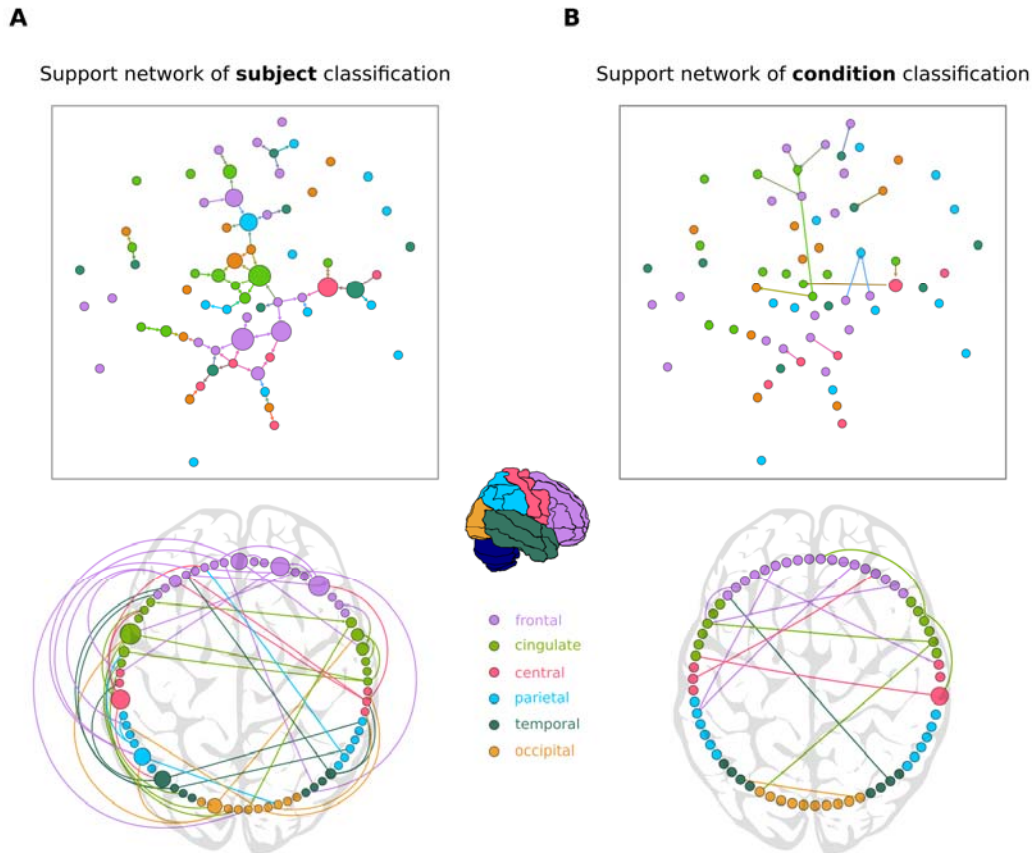 A
B
Support network of subject classification
Support network of condition classification
frontal
cingulate
central
parietal
temporal
occipital